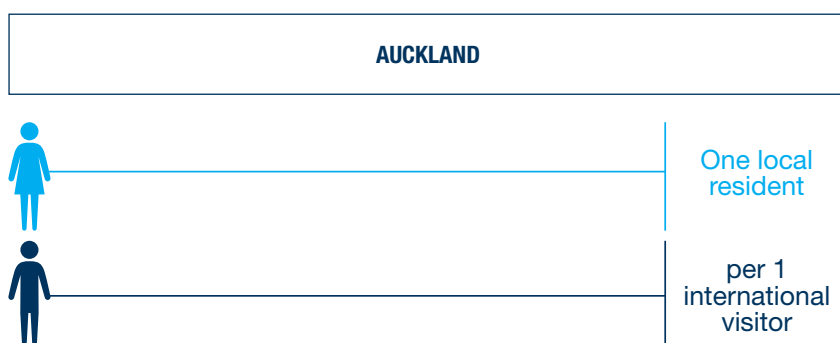 AUCKLAND
One local
resident
per 1
international
visitor